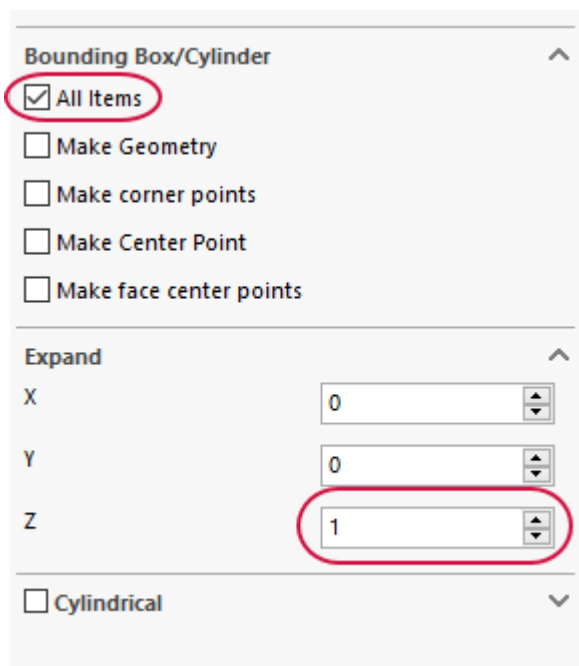 Bounding Box/Cylinder
All Items
Make Geometry
Make corner points
Make Center Point
Make face center points
Expand
X 0
Y 0
Z 1
Cylindrical